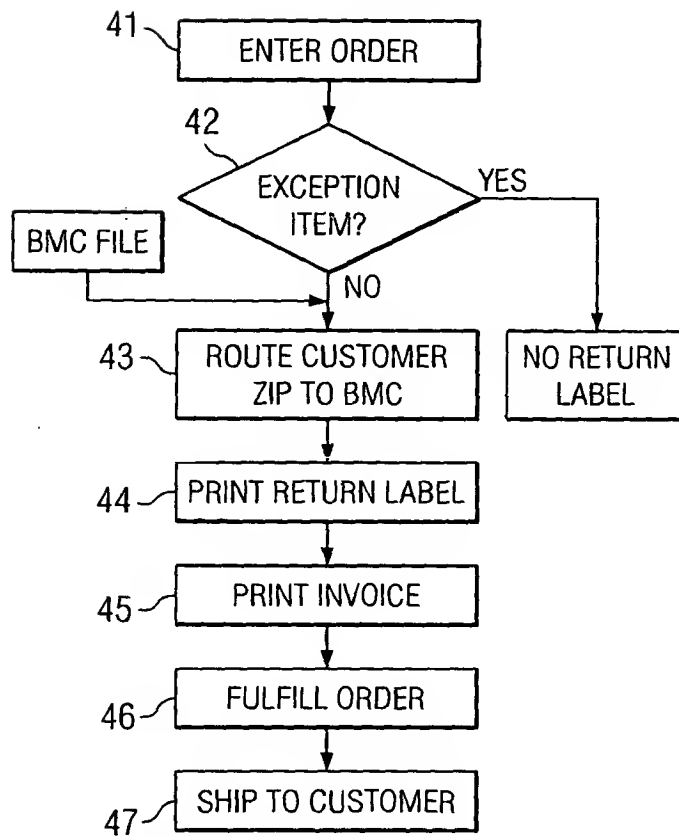 41
ENTER ORDER
42
EXCEPTION
ITEM?
YES
BMC FILE
NO
43
ROUTE CUSTOMER
ZIP TO BMC
NO RETURN
LABEL
44
PRINT RETURN LABEL
45
PRINT INVOICE
46
FULFILL ORDER
47
SHIP TO CUSTOMER